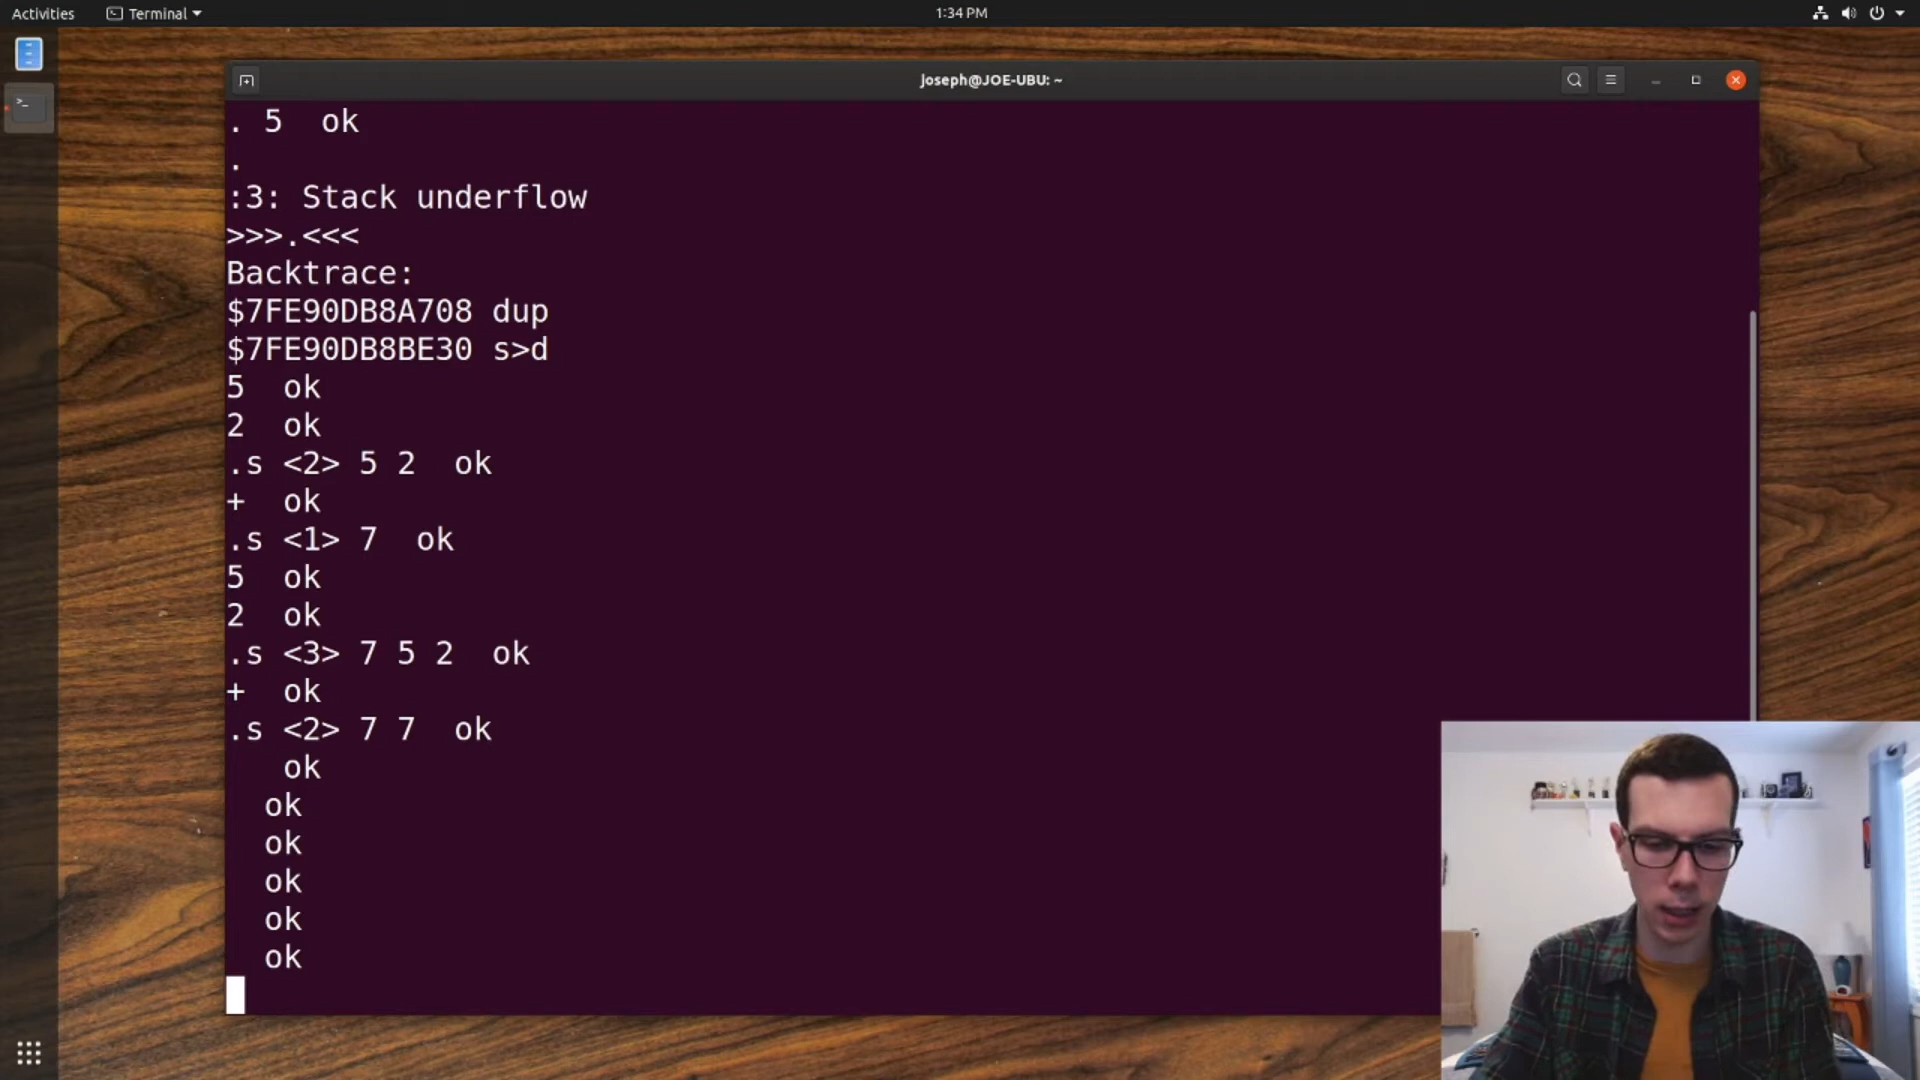 Activities
Terminal
1:34 PM
joseph@JOE-UBU: ~
. 5  ok
.
:3: Stack underflow
>>>.<<<
Backtrace:
$7FE90DB8A708 dup
$7FE90DB8BE30 s>d
5  ok
2  ok
.s <2> 5 2  ok
+  ok
.s <1> 7  ok
5  ok
2  ok
.s <3> 7 5 2  ok
+  ok
.s <2> 7 7  ok
ok
ok
ok
ok
ok
ok